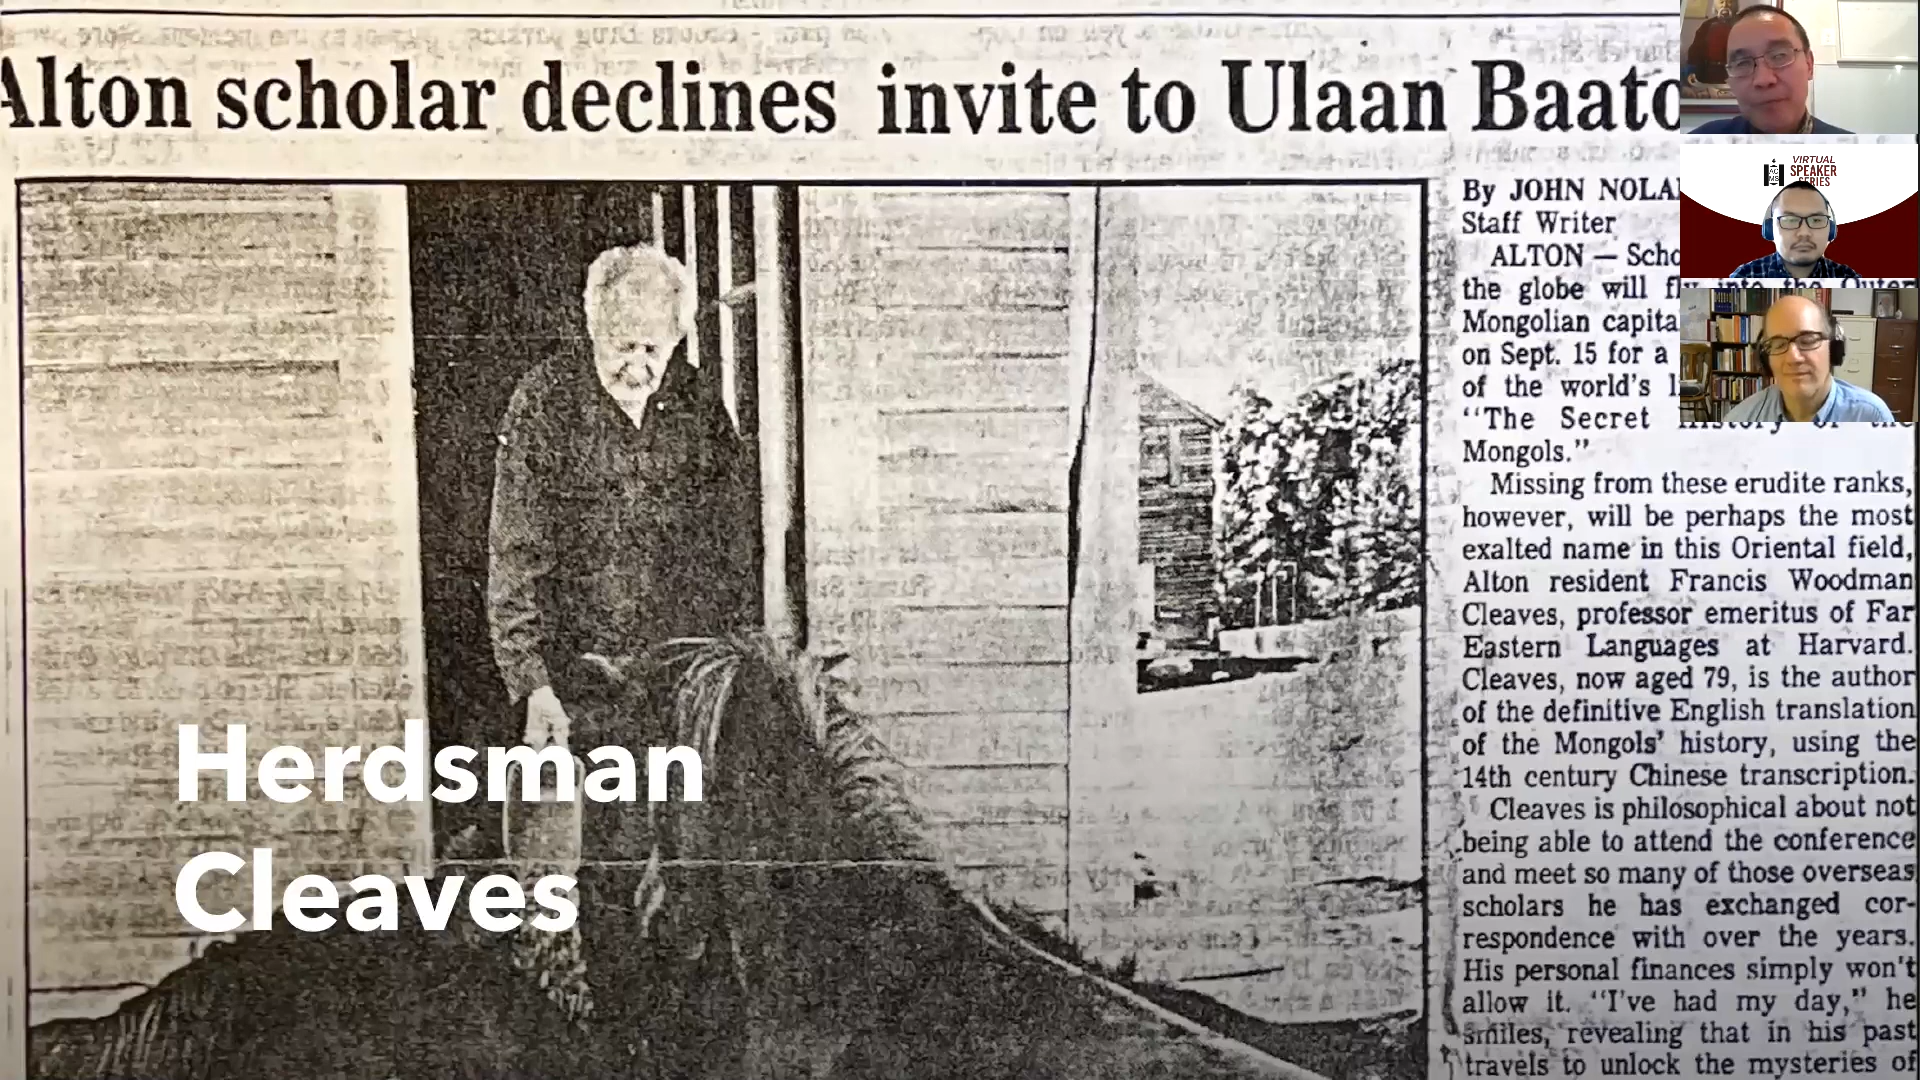 Alton scholar declines invite to Ulaan
By JOHN
Staff Writer
ALTON —
the globe will
Mongolian
on Sept. 15 for a
of the world's
"The Secret
Mongols."
Missing from these erudite ranks,
however, will be perhaps the most
exalted name in this Oriental field,
Alton resident Francis Woodman
Cleaves, professor emeritus of Far
Eastern Languages at Harvard.
Cleaves, now aged 79, is the author
of the definitive English translation
of the Mongols' history, using the
14th century Chinese transcription.
Cleaves is philosophical about not
being able to attend the conference
and meet so many of those overseas
scholars he has exchanged cor-
respondence with over the years.
His personal finances simply won't
allow it. "I've had my day," he
smiles, revealing that in his past
travels to unlock the mysteries of
Herdsman
Cleaves
VIRTUAL
SPEAKER
SERIES